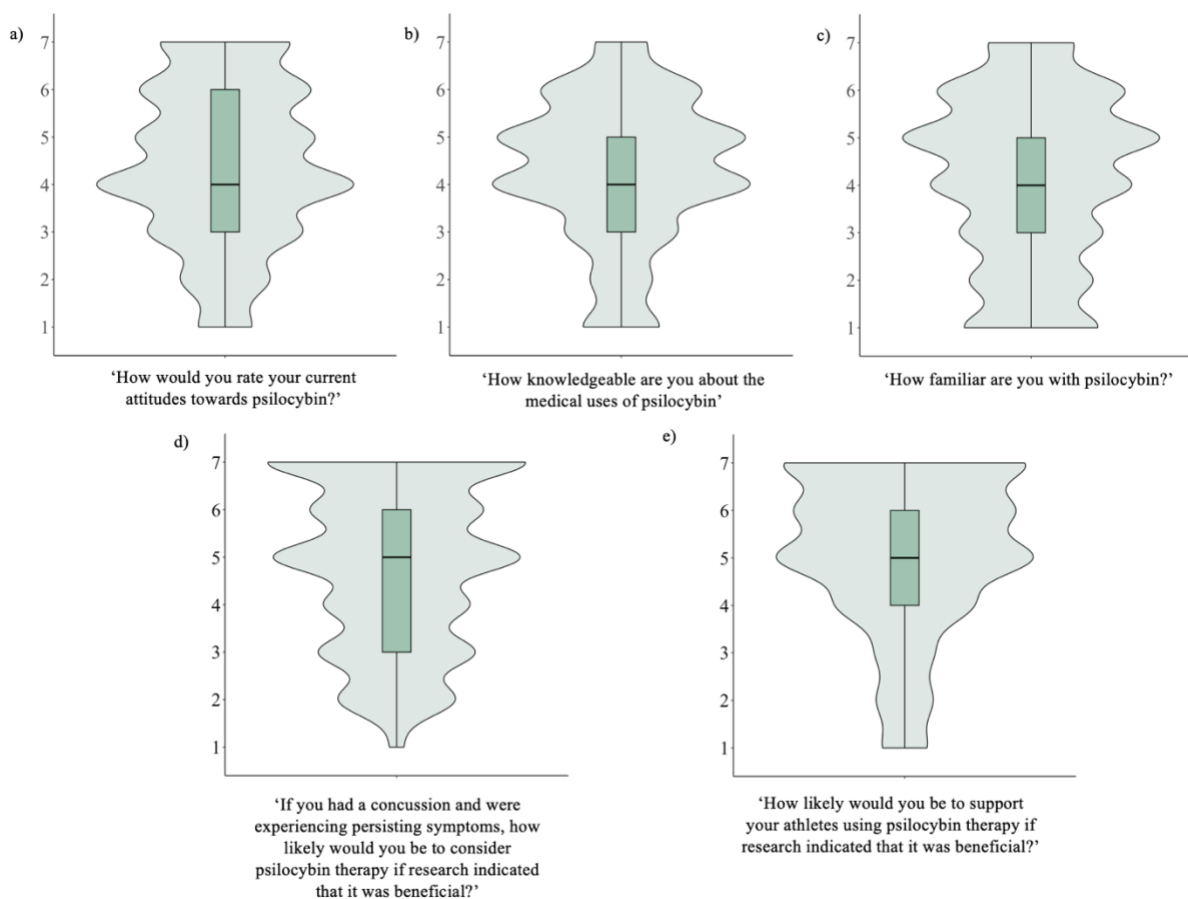 a)
7
6
5
4
3
2
1
‘How would you rate your current
attitudes towards psilocybin?’
b)
7
6
5
4
3
2
1
‘How knowledgeable are you about the
medical uses of psilocybin’
c)
7
6
5
4
3
2
1
‘How familiar are you with psilocybin?’
d)
7
6
5
4
3
2
1
‘If you had a concussion and were
experiencing persisting symptoms, how
likely would you be to consider
psilocybin therapy if research indicated
that it was beneficial?’
e)
7
6
5
4
3
2
1
‘How likely would you be to support
your athletes using psilocybin therapy if
research indicated that it was beneficial?’